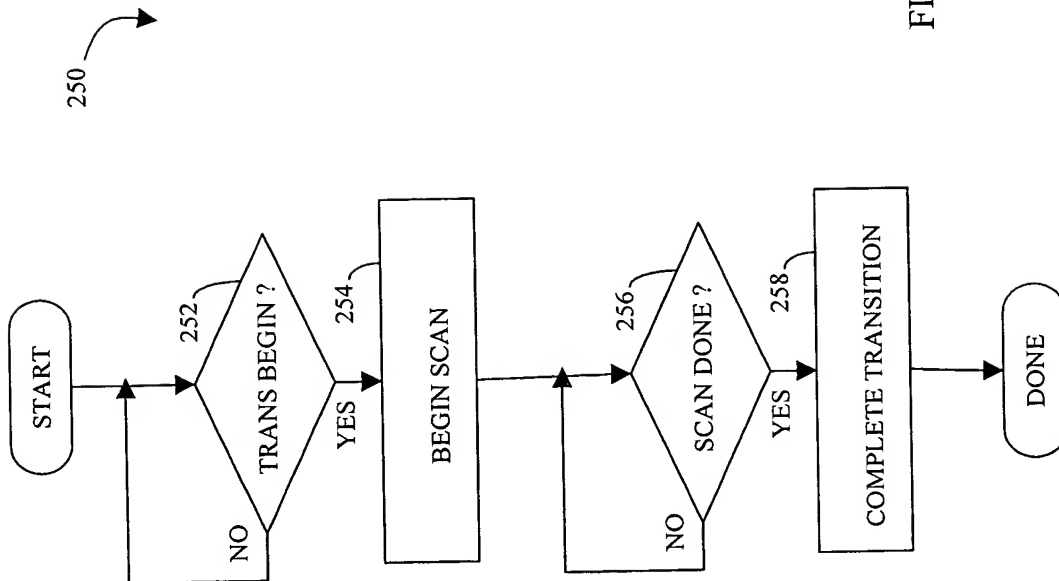 250
START
252
TRANS BEGIN ?
NO
YES
254
BEGIN SCAN
256
SCAN DONE ?
NO
YES
258
COMPLETE TRANSITION
DONE